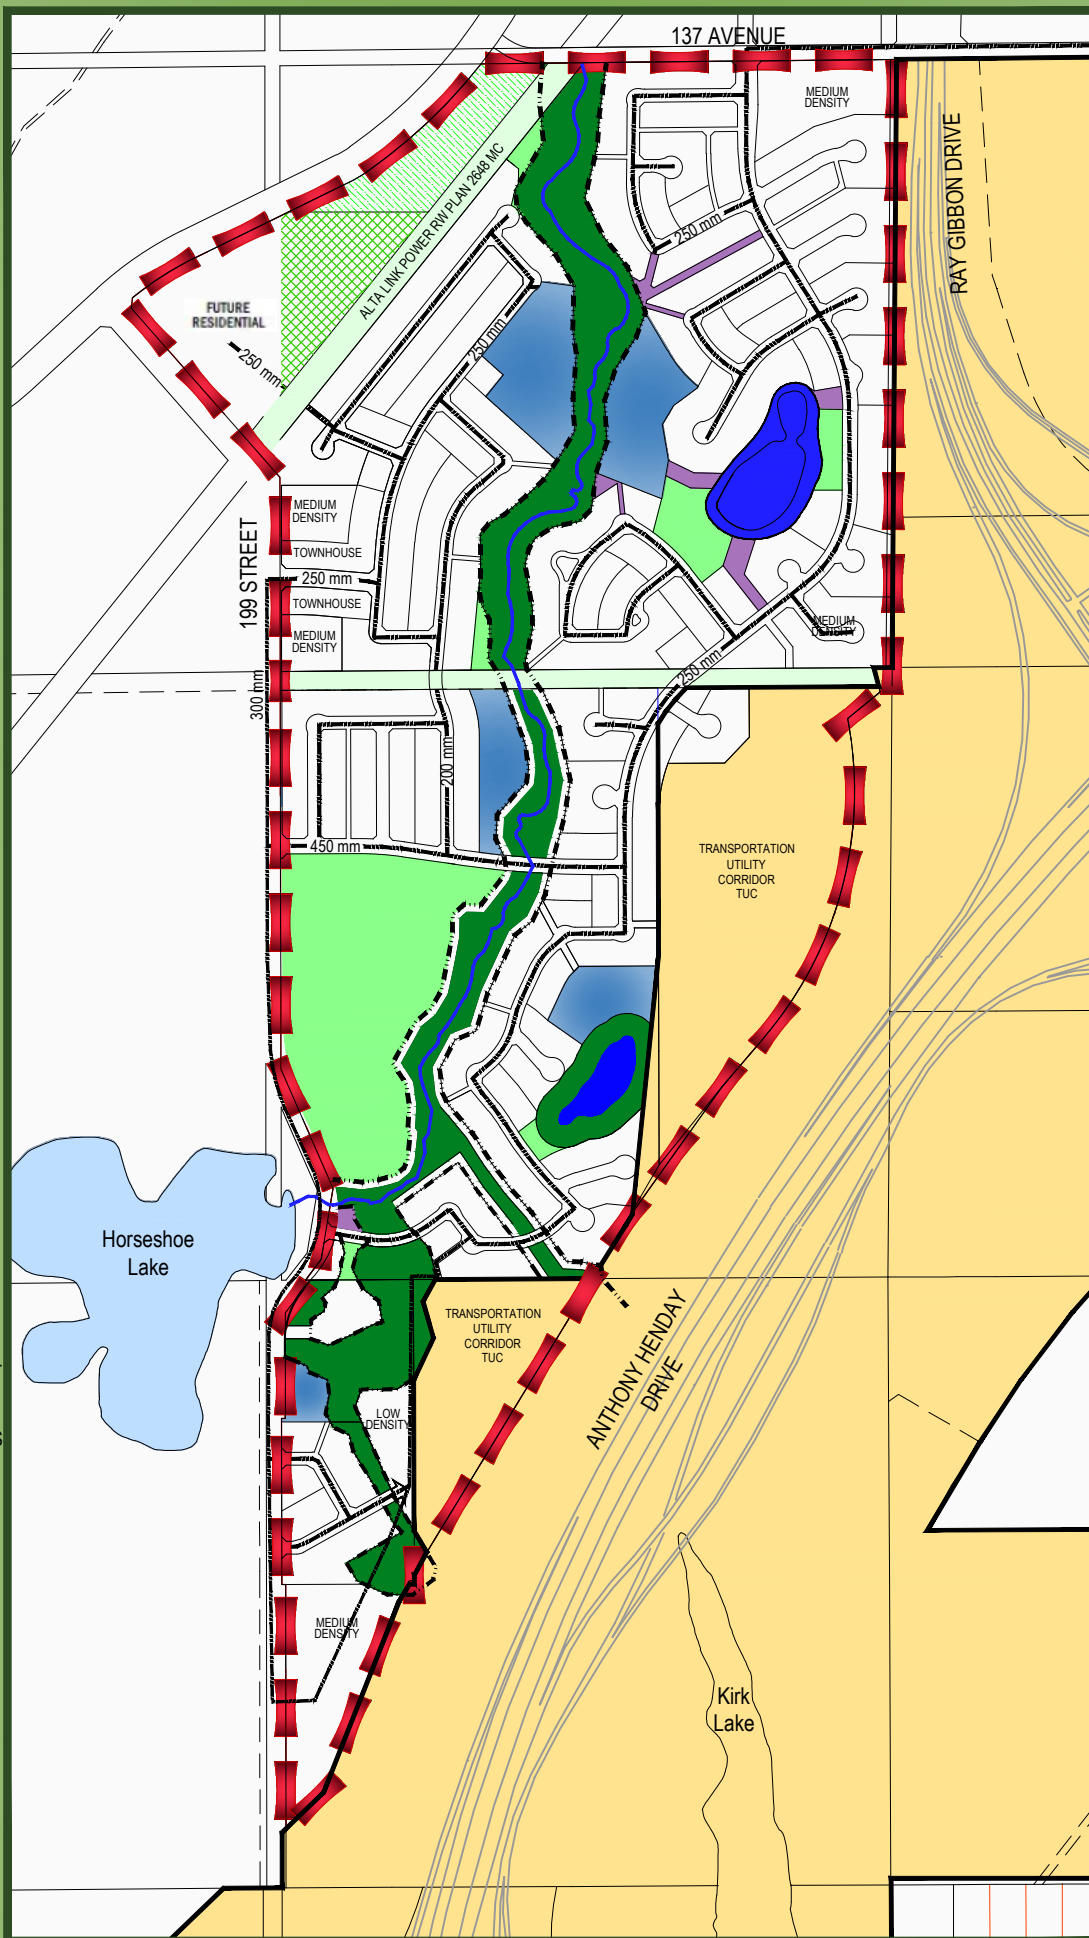 137 AVENUE
MEDIUM
DENSITY
RAY GIBBON DRIVE
ALTA LINK POWER RW PLAN 2648 MC
250 mm
FUTURE
RESIDENTIAL
250 mm
250 mm
199 STREET
MEDIUM
DENSITY
TOWNHOUSE
250 mm
TOWNHOUSE
MEDIUM
DENSITY
MEDIUM
DENSITY
250 mm
300 mm
200 mm
450 mm
TRANSPORTATION
UTILITY
CORRIDOR
TUC
Horseshoe
Lake
TRANSPORTATION
UTILITY
CORRIDOR
TUC
ANTHONY HENDAY
DRIVE
LOW
DENSITY
MEDIUM
DENSITY
Kirk
Lake